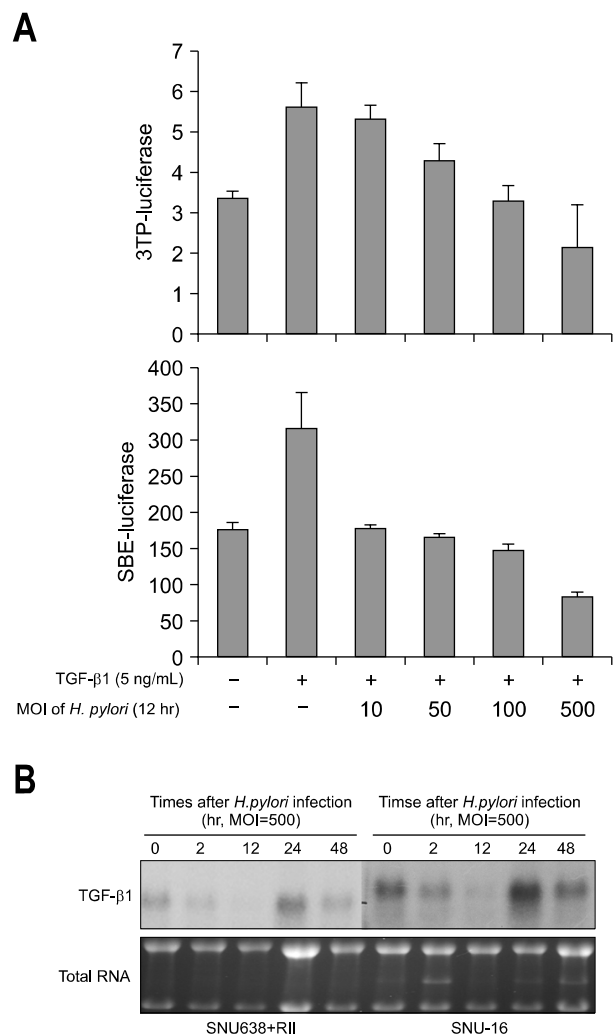 A
7
6
5
4
3
2
1
0
3TP-luciferase
400
350
300
250
200
150
100
50
0
SBE-luciferase
TGF-β1 (5 ng/mL) – + + + + +
MOI of H. pylori (12 hr) – – 10 50 100 500
B
Times after H.pylori infection Timse after H.pylori infection
(hr, MOI=500) (hr, MOI=500)
0 2 12 24 48 0 2 12 24 48
TGF-β1
Total RNA
SNU638+RII SNU-16